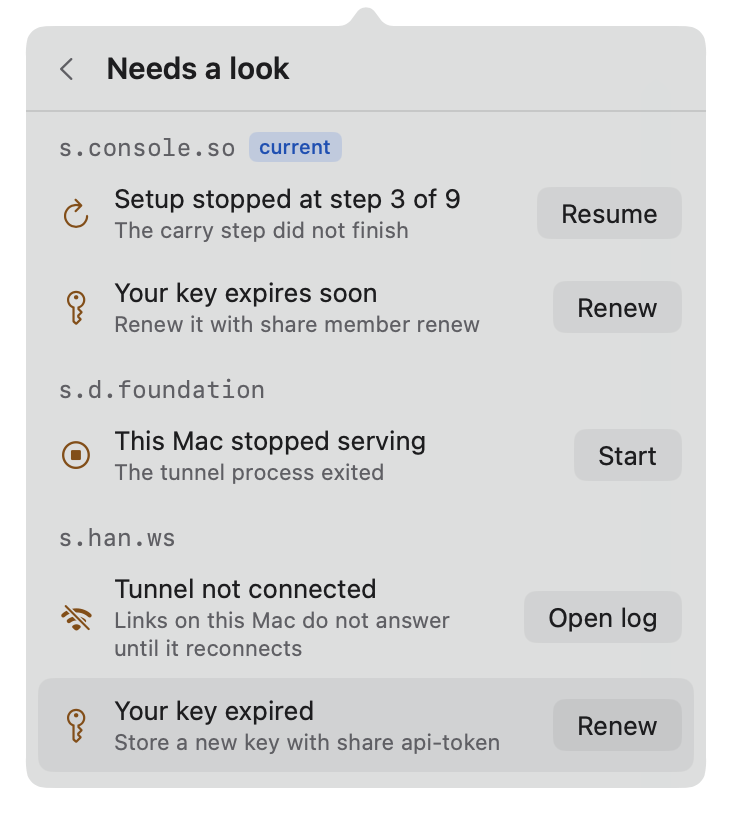 Needs a look
s.console.so current
Setup stopped at step 3 of 9
The carry step did not finish
Resume
Your key expires soon
Renew it with share member renew
Renew
s.d.foundation
This Mac stopped serving
The tunnel process exited
Start
s.han.ws
Tunnel not connected
Links on this Mac do not answer
until it reconnects
Open log
Your key expired
Store a new key with share api-token
Renew